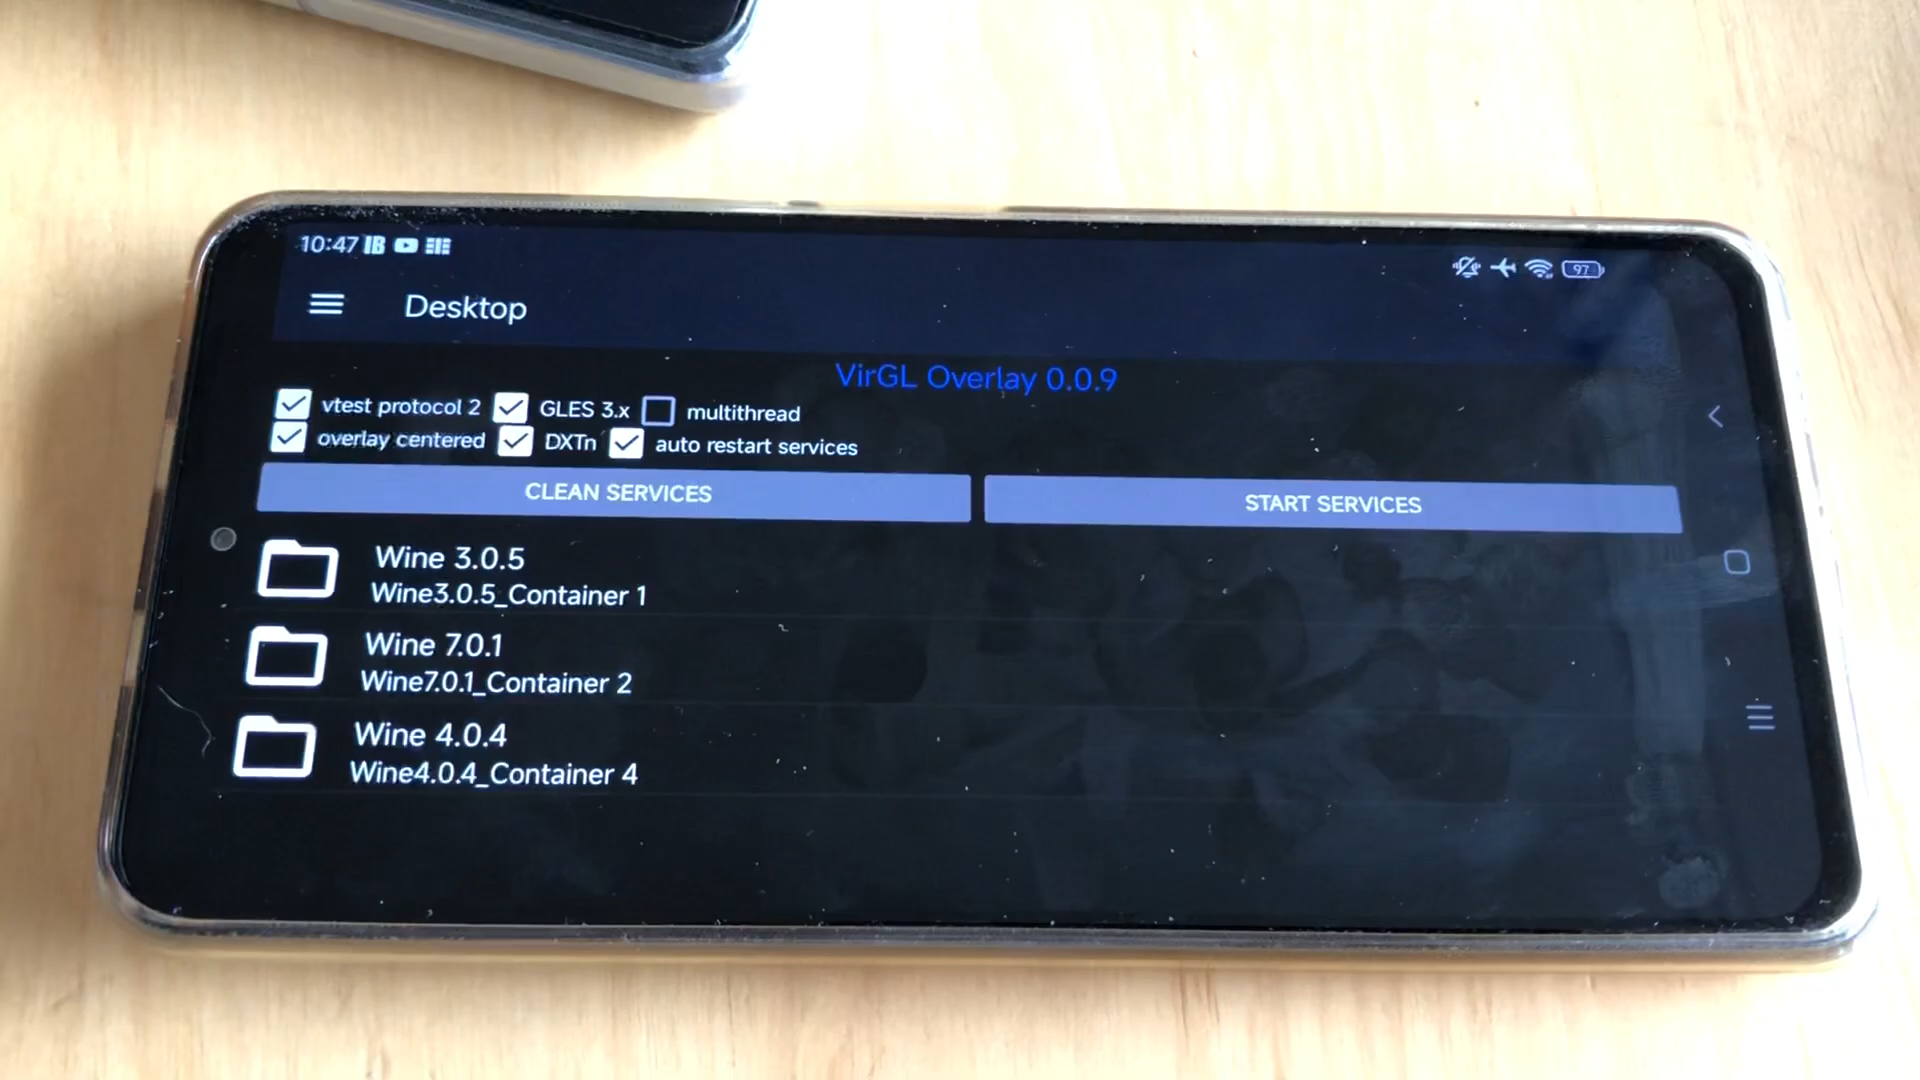 10:47
97
Desktop
VirGL Overlay 0.0.9
vtest protocol 2 GLES 3.x multithread
overlay centered DXTn auto restart services
CLEAN SERVICES START SERVICES
Wine 3.0.5
Wine3.0.5_Container 1
Wine 7.0.1
Wine7.0.1_Container 2
Wine 4.0.4
Wine4.0.4_Container 4